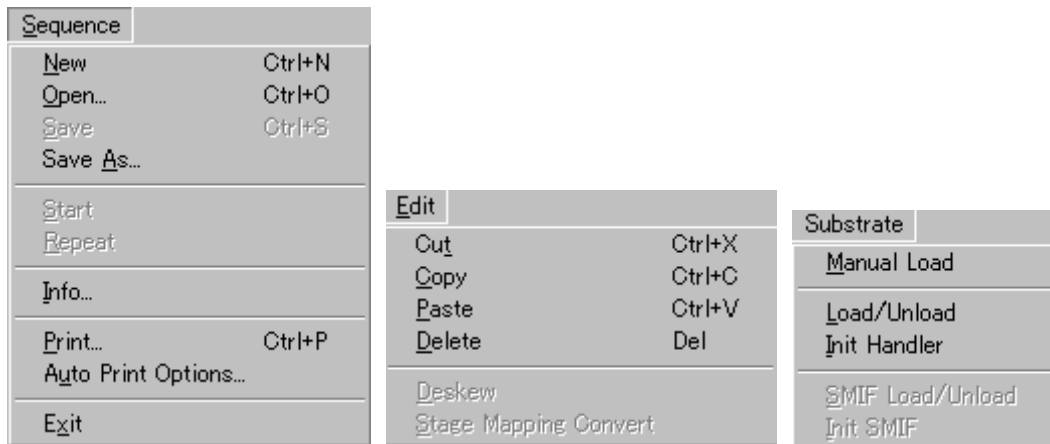 Sequence
New Ctrl+N
Open... Ctrl+O
Save Ctrl+S
Save As...
Start
Repeat
Info...
Print... Ctrl+P
Auto Print Options...
Exit
Edit
Cut Ctrl+X
Copy Ctrl+C
Paste Ctrl+V
Delete Del
Deskew
Stage Mapping Convert
Substrate
Manual Load
Load/Unload
Init Handler
SMIF Load/Unload
Init SMIF